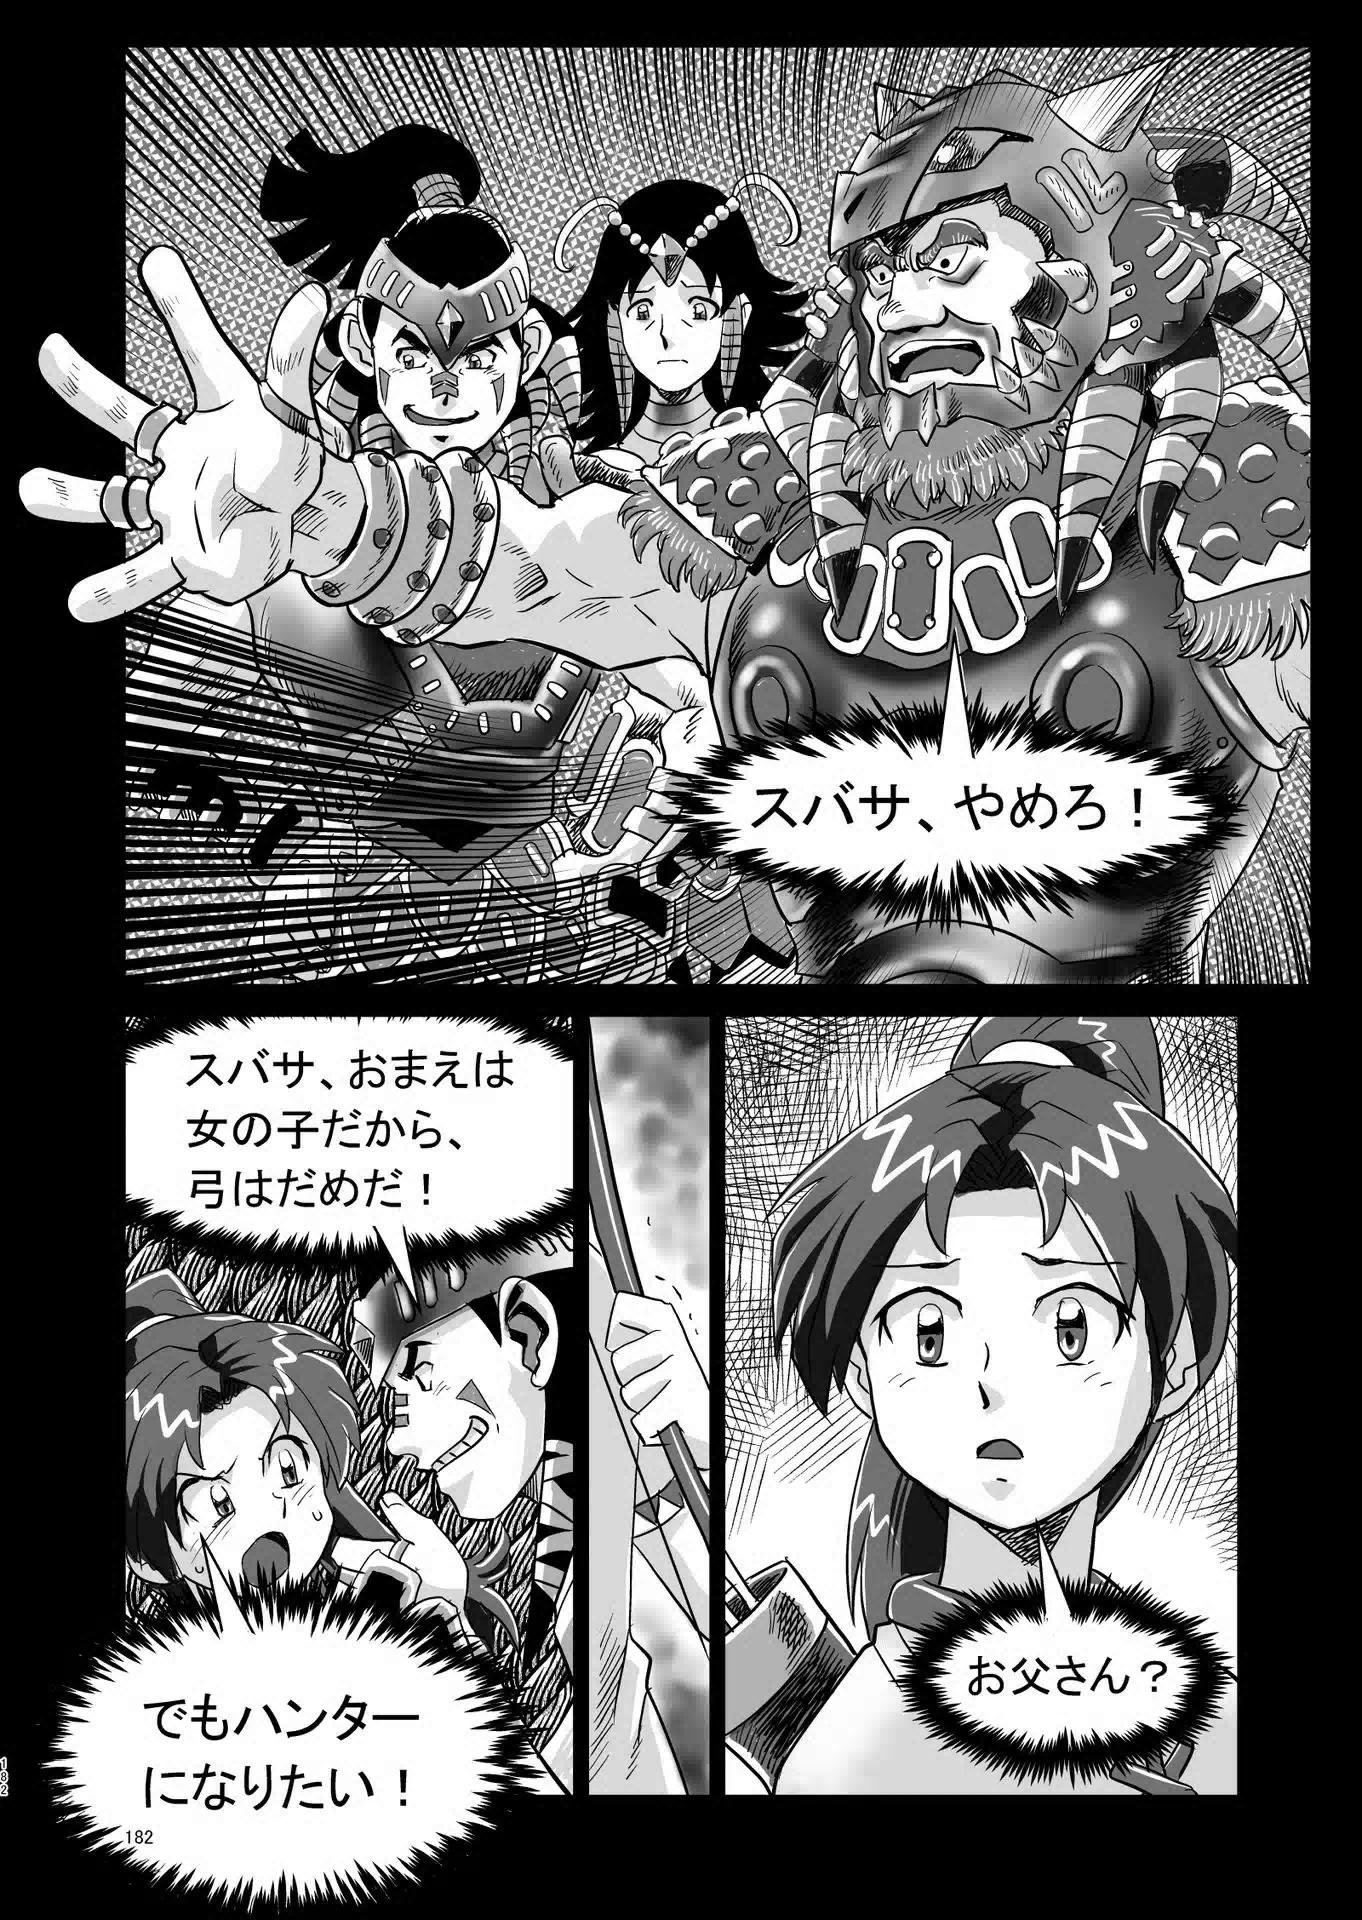 スバサ、やめろ！
お父さん？
スバサ、おまえは
女の子だから、
弓はだめだ！
でもハンター
になりたい！
182
182